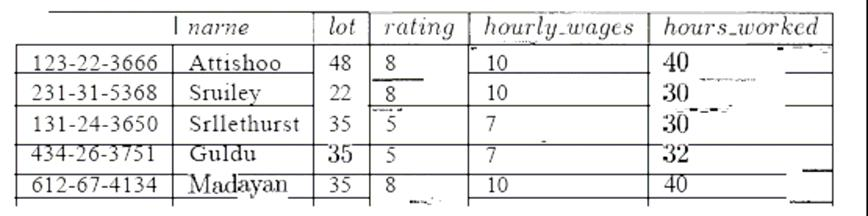 narne lot rating hourly_wages hours_worked
123-22-3666 Attishoo 48 8 10 40
231-31-5368 Sruiley 22 8 10 30
131-24-3650 Srllethurst 35 5 7 30
434-26-3751 Guldu 35 5 7 32
612-67-4134 Madayan 35 8 10 40